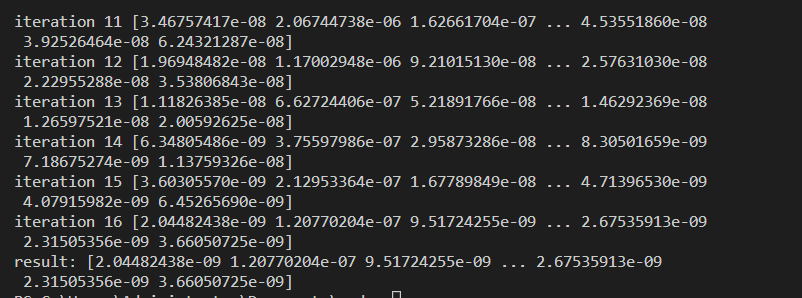 iteration 11 [3.46757417e-08 2.06744738e-06 1.62661704e-07 ... 4.53551860e-08
3.92526464e-08 6.24321287e-08]
iteration 12 [1.96948482e-08 1.17002948e-06 9.21015130e-08 ... 2.57631030e-08
2.22955288e-08 3.53806843e-08]
iteration 13 [1.11826385e-08 6.62724406e-07 5.21891766e-08 ... 1.46292369e-08
1.26597521e-08 2.00592625e-08]
iteration 14 [6.34805486e-09 3.75597986e-07 2.95873286e-08 ... 8.30501659e-09
7.18675274e-09 1.13759326e-08]
iteration 15 [3.60305570e-09 2.12953364e-07 1.67789849e-08 ... 4.71396530e-09
4.07915982e-09 6.45265690e-09]
iteration 16 [2.04482438e-09 1.20770204e-07 9.51724255e-09 ... 2.67535913e-09
2.31505356e-09 3.66050725e-09]
result: [2.04482438e-09 1.20770204e-07 9.51724255e-09 ... 2.67535913e-09
2.31505356e-09 3.66050725e-09]